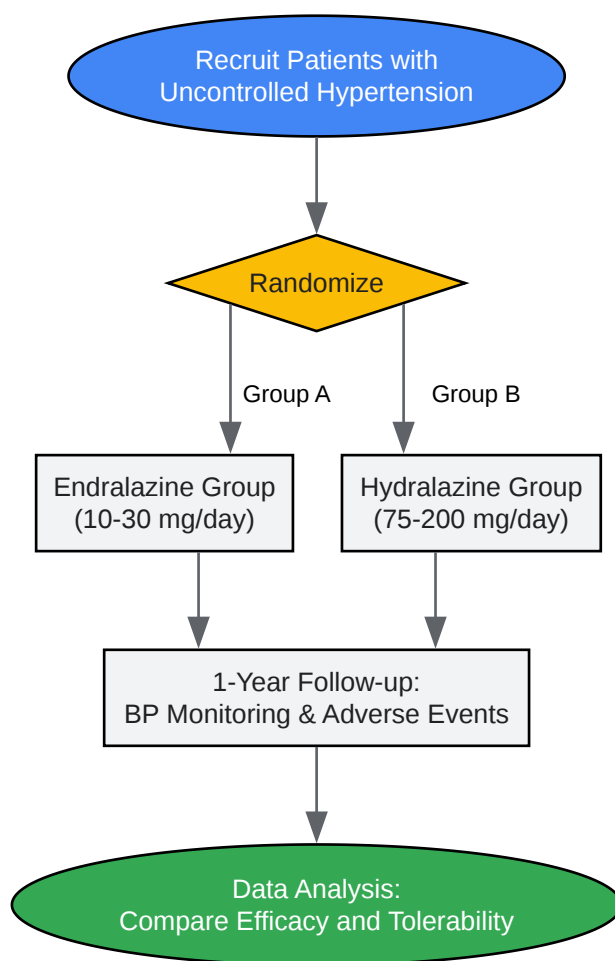 Recruit Patients with
Uncontrolled Hypertension
Randomize
Group A
Group B
Endralazine Group
(10-30 mg/day)
Hydralazine Group
(75-200 mg/day)
1-Year Follow-up:
BP Monitoring & Adverse Events
Data Analysis:
Compare Efficacy and Tolerability